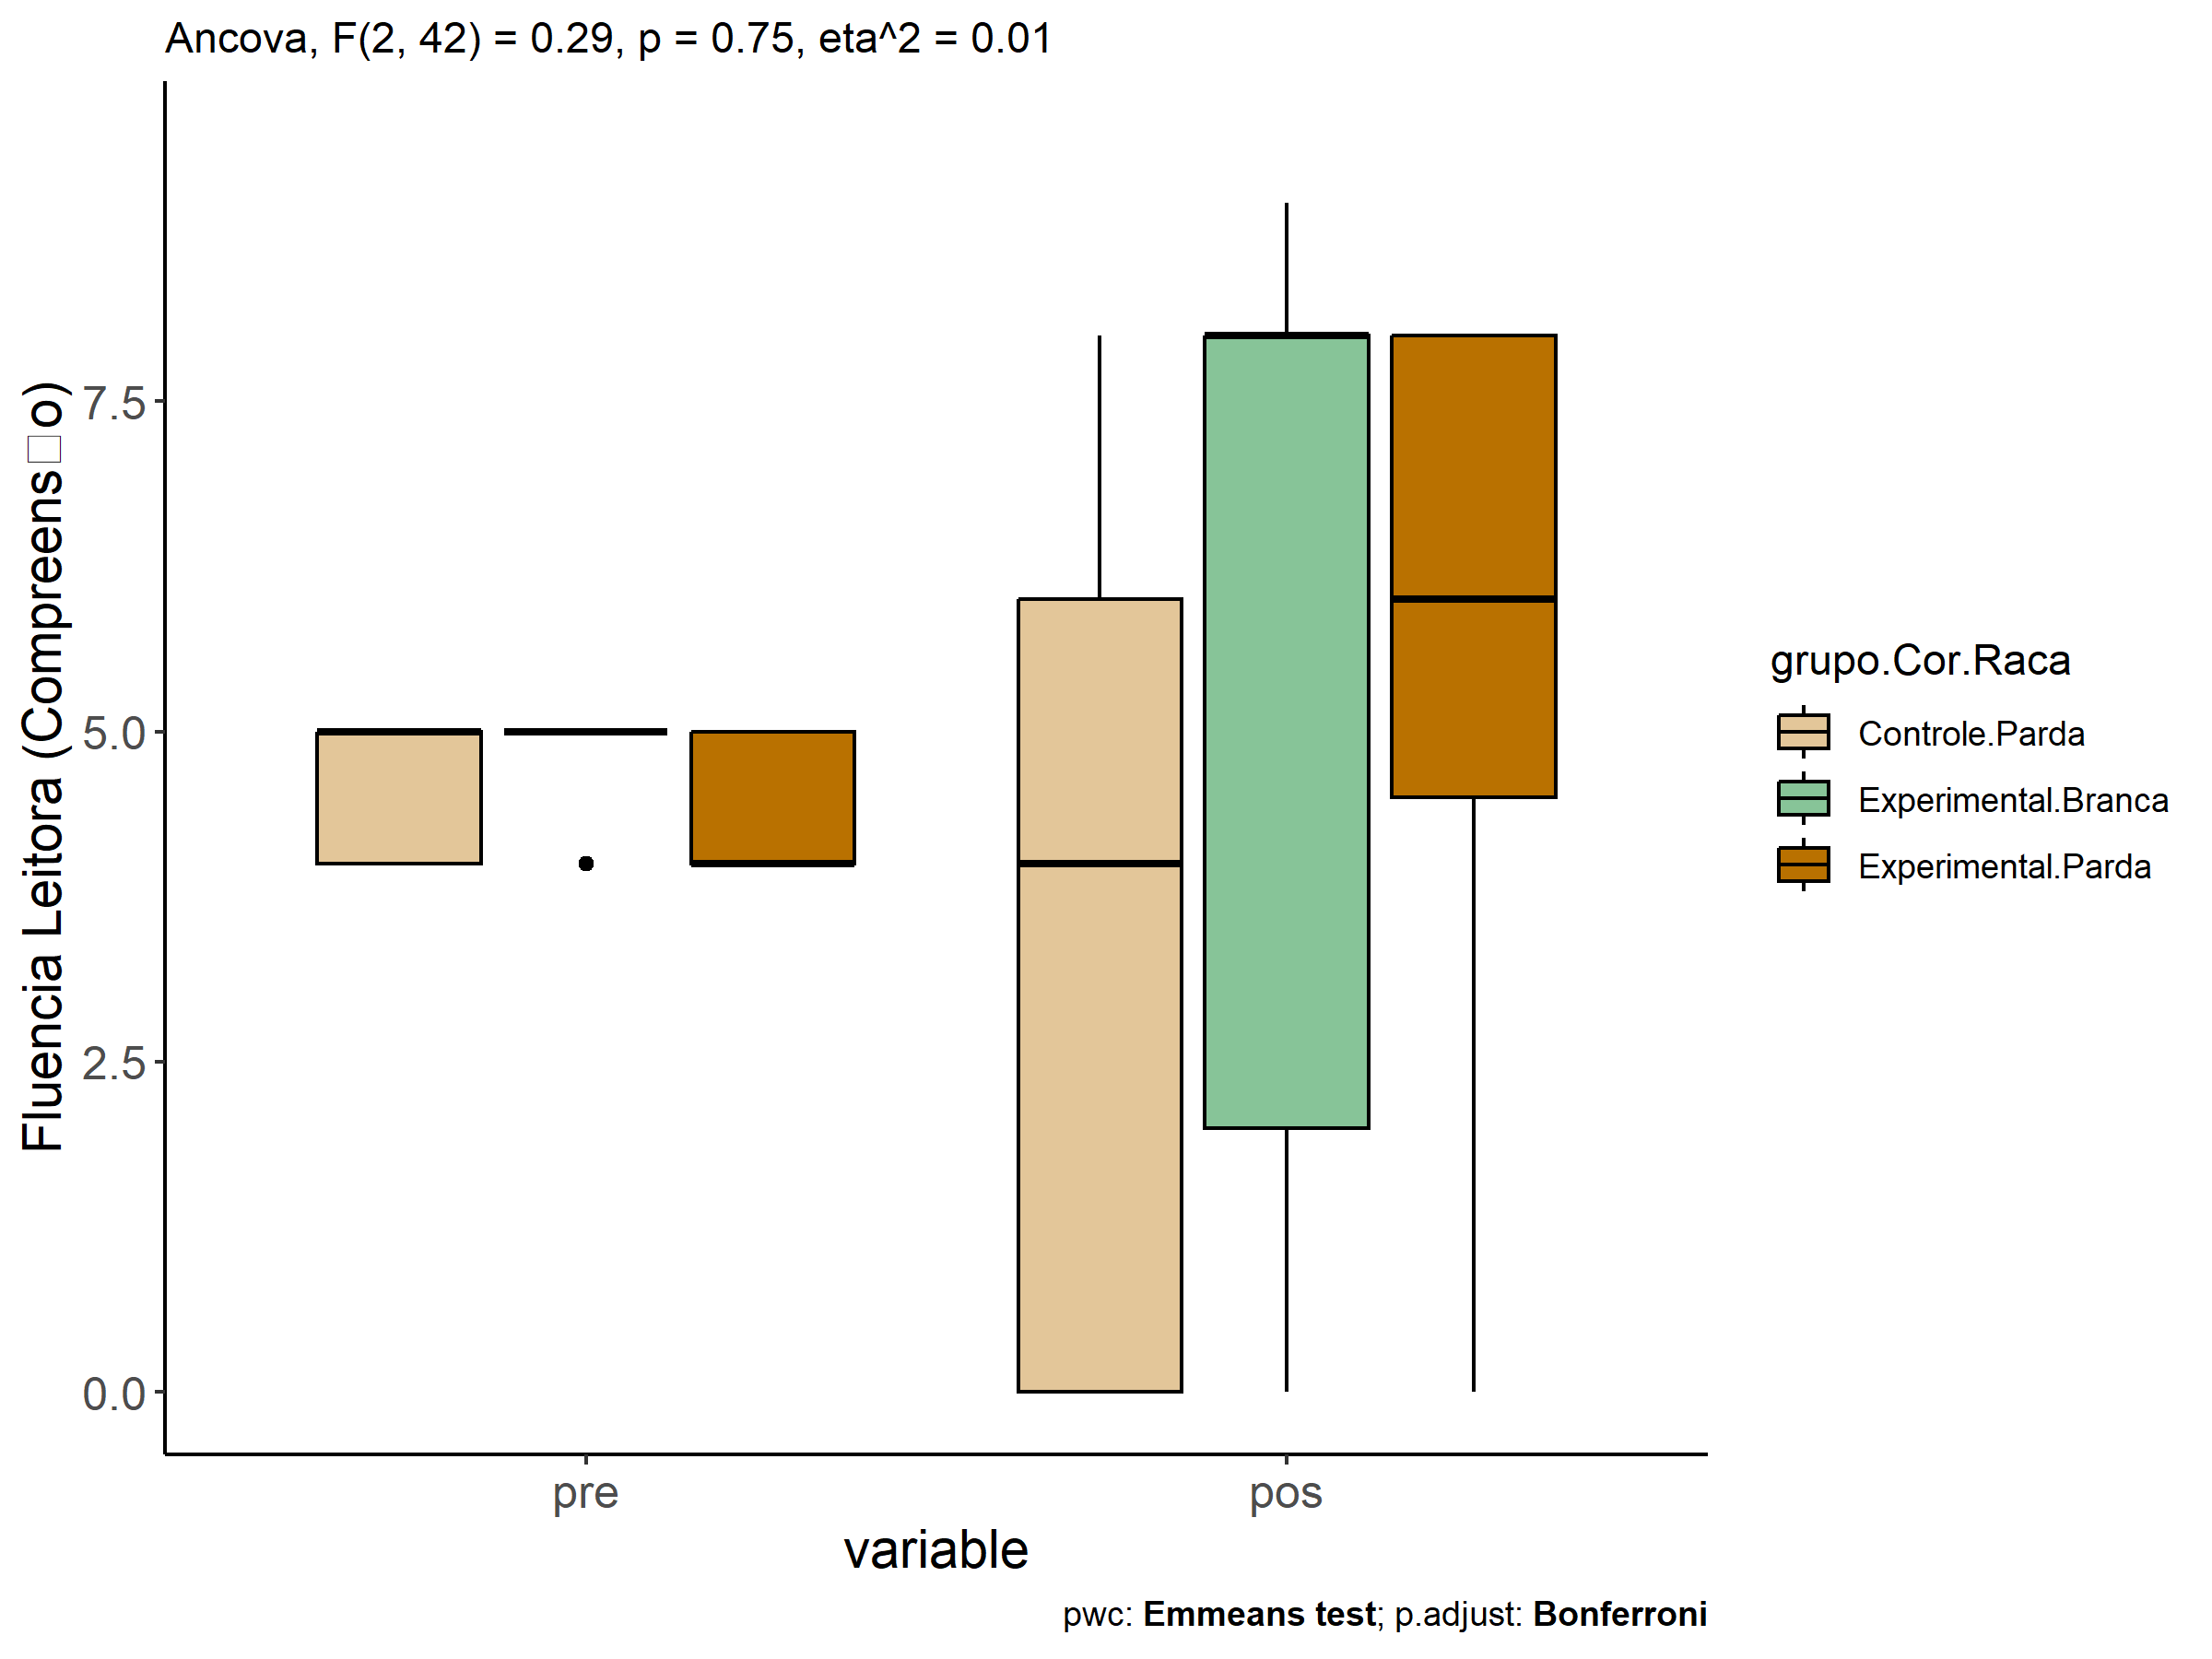 Ancova, F(2, 42) = 0.29, p = 0.75, eta^2 = 0.01
Fluencia Leitora (Compreens□o)
7.5
5.0
2.5
0.0
pre
pos
variable
grupo.Cor.Raca
Controle.Parda
Experimental.Branca
Experimental.Parda
pwc: Emmeans test; p.adjust: Bonferroni